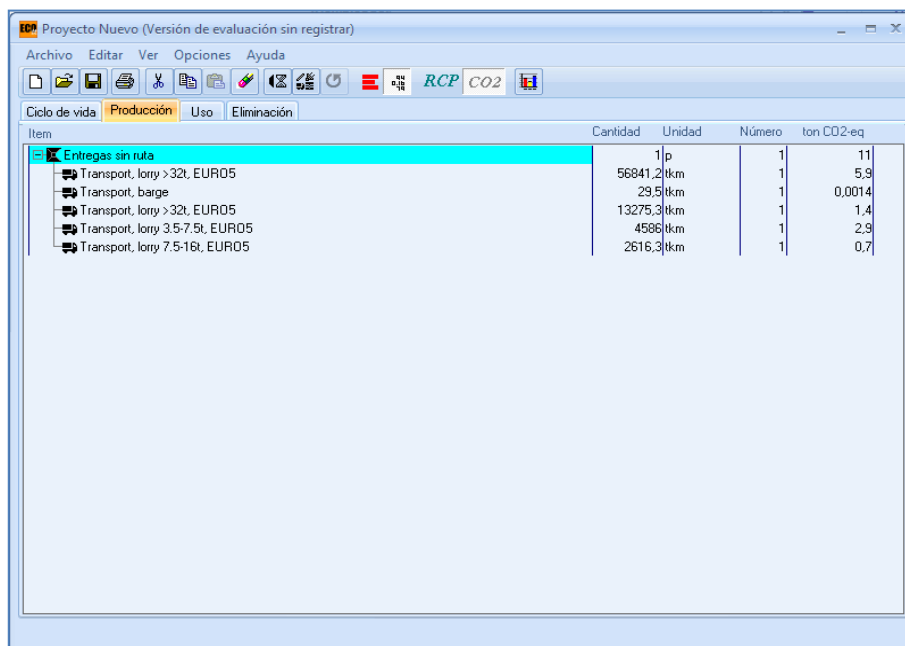 ECO Proyecto Nuevo (Versión de evaluación sin registrar)
Archivo Editar Ver Opciones Ayuda
RCP CO2
Ciclo de vida Producción Uso Eliminación
Item Cantidad Unidad Número ton CO2-eq
Entregas sin ruta 1 p 1 11
Transport, lorry >32t, EURO5 56841,2 tkm 1 5,9
Transport, barge 29,5 tkm 1 0,0014
Transport, lorry >32t, EURO5 13275,3 tkm 1 1,4
Transport, lorry 3.5-7.5t, EURO5 4586 tkm 1 2,9
Transport, lorry 7.5-16t, EURO5 2616,3 tkm 1 0,7